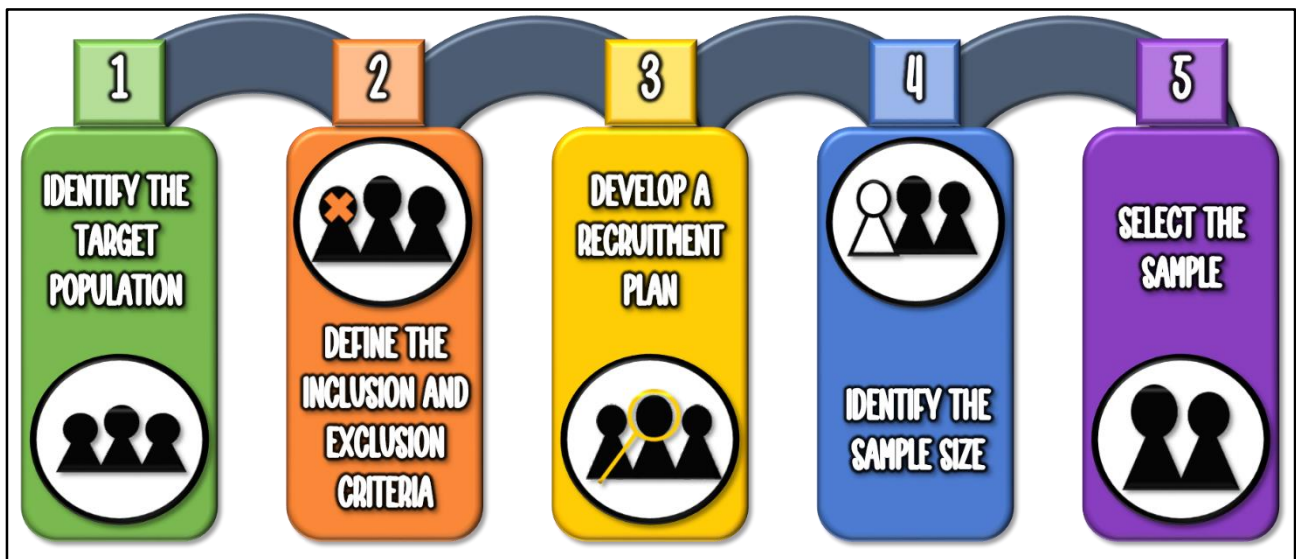 1
IDENTIFY THE
TARGET
POPULATION
2
DEFINE THE
INCLUSION AND
EXCLUSION
CRITERIA
3
DEVELOP A
RECRUITMENT
PLAN
4
IDENTIFY THE
SAMPLE SIZE
5
SELECT THE
SAMPLE